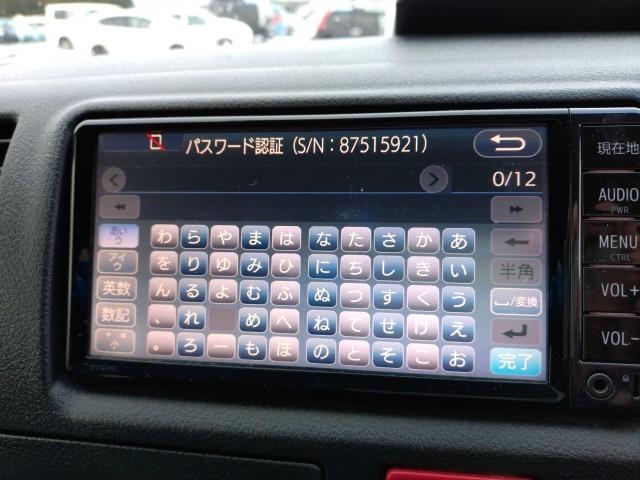 パスワード認証（S/N：87515921）
0/12
現在地
AUDIO
PWR
MENU
CTRL
VOL+
VOL-
あいう わ ら や ま は な た さ か あ
アイウ を り ゆ み ひ に ち し き い 半角
英数 ん る よ む ふ ぬ つ す く う ␣/変換
数記 、 れ め へ ね て せ け え
゛゜小 。 ろ ー も ほ の と そ こ お 完了